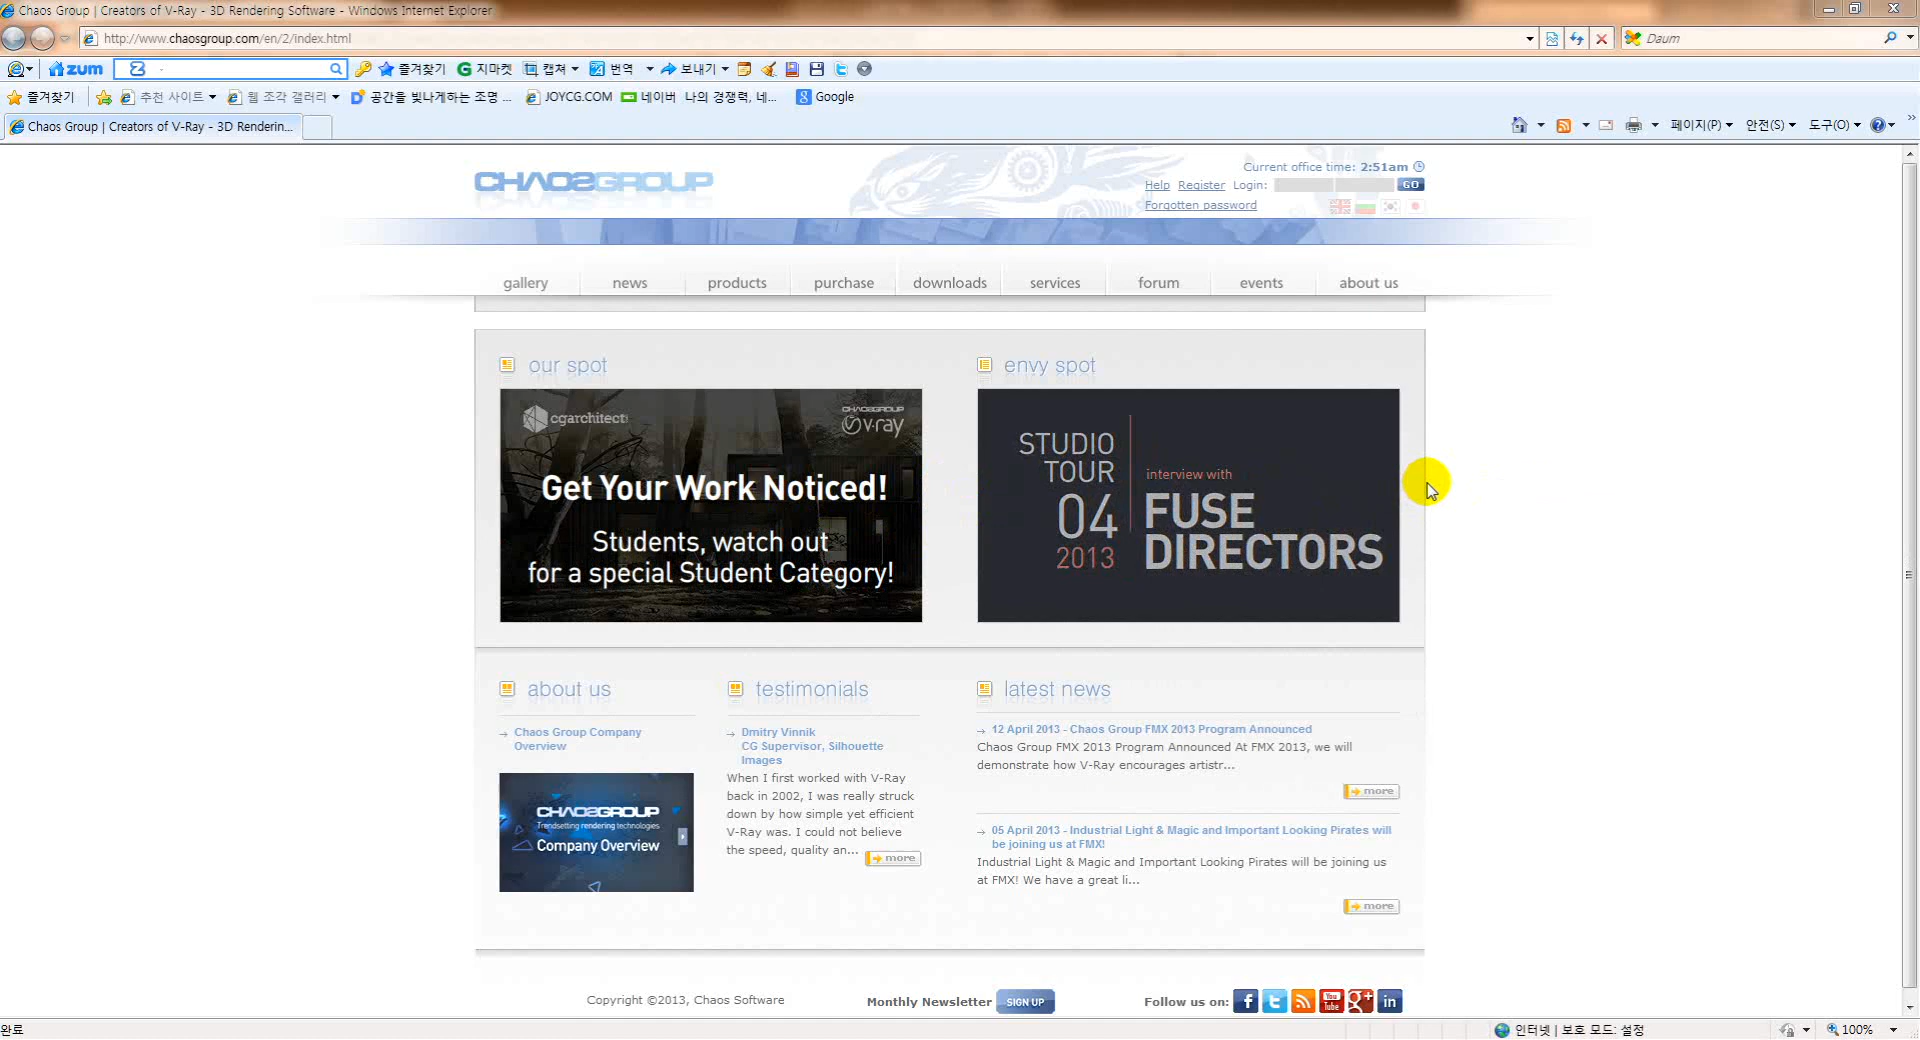 Chaos Group | Creators of V-Ray - 3D Rendering Software - Windows Internet Explorer
http://www.chaosgroup.com/en/2/index.html
Daum
zum
즐겨찾기 지마켓 캡쳐 번역 보내기
즐겨찾기 추천 사이트 웹 조각 갤러리 공간을 빛나게하는 조명 ... JOYCG.COM 네이버 나의 경쟁력, 네... Google
Chaos Group | Creators of V-Ray - 3D Renderin...
페이지(P) 안전(S) 도구(O)
CHAOSGROUP
Current office time: 2:51am
Help Register Login: GO
Forgotten password
gallery news products purchase downloads services forum events about us
our spot
envy spot
cgarchitect
CHAOSGROUP
v·ray
Get Your Work Noticed!
Students, watch out
for a special Student Category!
STUDIO
TOUR
04
2013
interview with
FUSE
DIRECTORS
about us
Chaos Group Company
Overview
CHAOSGROUP
Trendsetting rendering technologies
Company Overview
testimonials
Dmitry Vinnik
CG Supervisor, Silhouette
Images
When I first worked with V-Ray
back in 2002, I was really struck
down by how simple yet efficient
V-Ray was. I could not believe
the speed, quality an...
more
latest news
12 April 2013 - Chaos Group FMX 2013 Program Announced
Chaos Group FMX 2013 Program Announced At FMX 2013, we will
demonstrate how V-Ray encourages artistr...
more
05 April 2013 - Industrial Light & Magic and Important Looking Pirates will
be joining us at FMX!
Industrial Light & Magic and Important Looking Pirates will be joining us
at FMX! We have a great li...
more
Copyright ©2013, Chaos Software
Monthly Newsletter SIGN UP
Follow us on:
You
Tube
완료
인터넷 | 보호 모드: 설정
100%